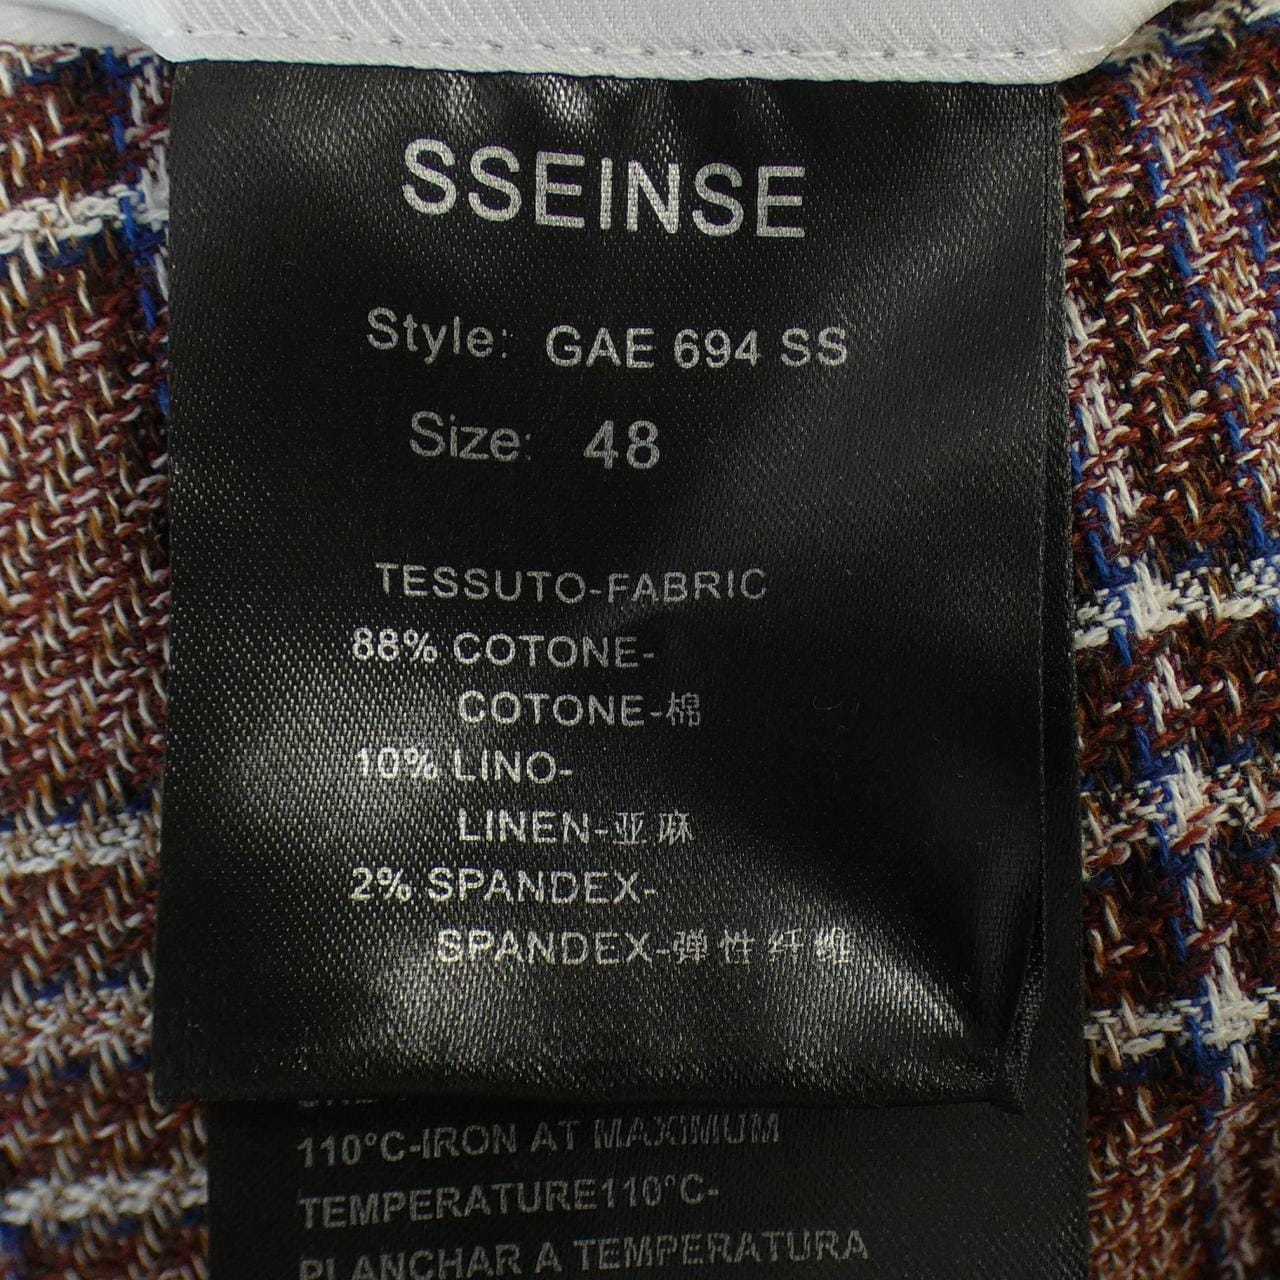 SSEINSE
Style: GAE 694 SS
Size: 48
TESSUTO-FABRIC
88% COTONE-
COTONE-棉
10% LINO-
LINEN-亚麻
2% SPANDEX-
SPANDEX-弹性纤维
110°C-IRON AT MAXIMUM
TEMPERATURE110°C-
PLANCHAR A TEMPERATURA